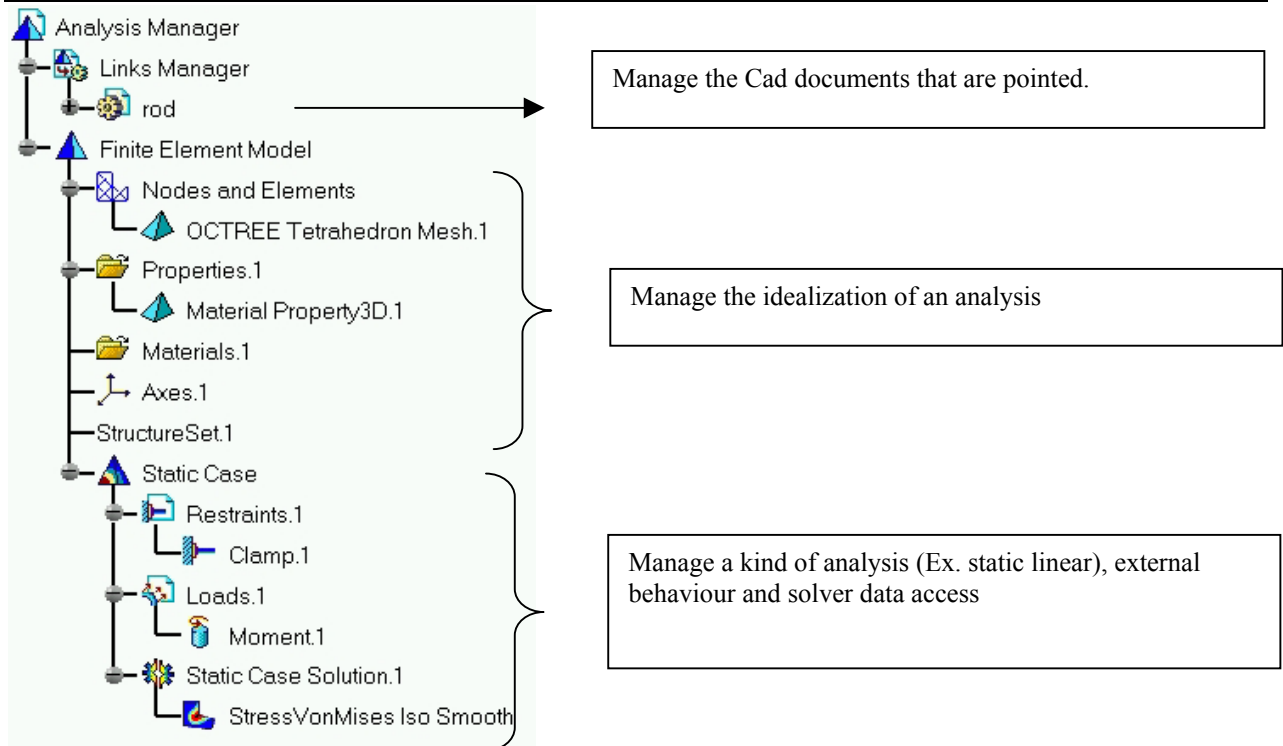 Analysis Manager
Links Manager
rod
Manage the Cad documents that are pointed.
Finite Element Model
Nodes and Elements
OCTREE Tetrahedron Mesh.1
Properties.1
Material Property3D.1
Materials.1
Axes.1
StructureSet.1
Manage the idealization of an analysis
Static Case
Restraints.1
Clamp.1
Loads.1
Moment.1
Static Case Solution.1
StressVonMises Iso Smooth
Manage a kind of analysis (Ex. static linear), external
behaviour and solver data access